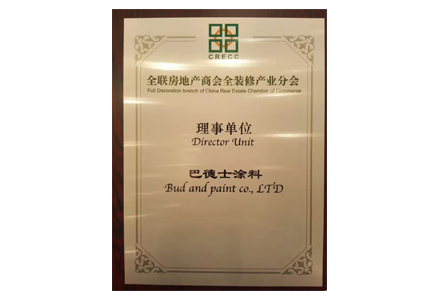 CRECC
全联房地产商会全装修产业分会
Full Decoration branch of China Real Estate Chamber of Commerce
理事单位
Director Unit
巴德士涂料
Bud and paint co., LTD